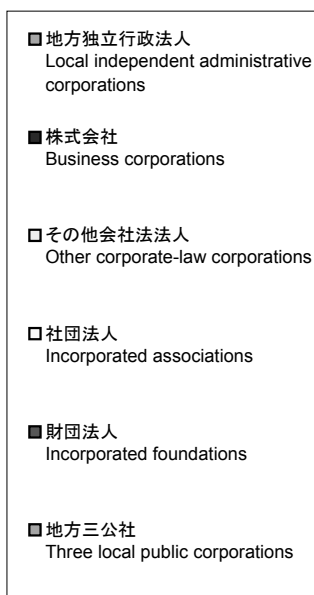 地方独立行政法人
Local independent administrative
corporations
株式会社
Business corporations
その他会社法法人
Other corporate-law corporations
社団法人
Incorporated associations
財団法人
Incorporated foundations
地方三公社
Three local public corporations